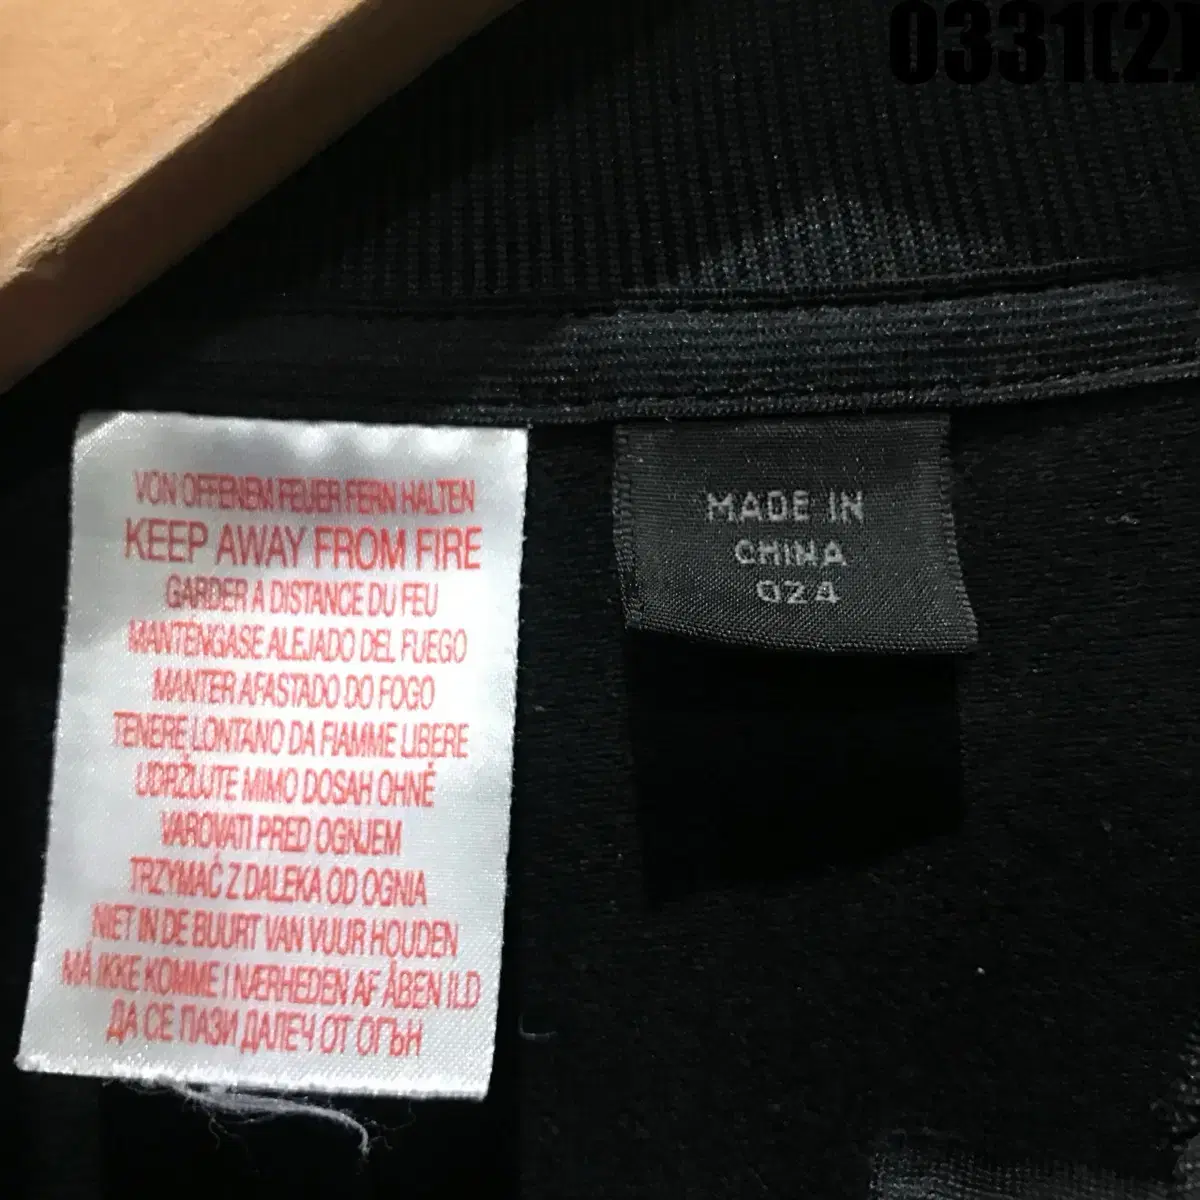 0331(2)
VON OFFENEM FEUER FERN HALTEN
KEEP AWAY FROM FIRE
GARDER A DISTANCE DU FEU
MANTÉNGASE ALEJADO DEL FUEGO
MANTER AFASTADO DO FOGO
TENERE LONTANO DA FIAMME LIBERE
UDRŽUJTE MIMO DOSAH OHNĚ
VAROVATI PRED OGNJEM
TRZYMAĆ Z DALEKA OD OGNIA
NIET IN DE BUURT VAN VUUR HOUDEN
MÅ IKKE KOMME I NÆRHEDEN AF ÅBEN ILD
ДА СЕ ПАЗИ ДАЛЕЧ ОТ ОГЪН
MADE IN
CHINA
024